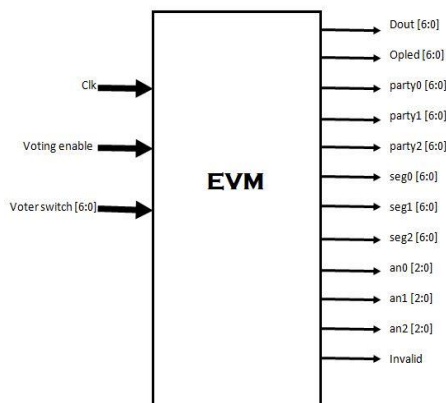 Clk
Voting enable
Voter switch [6:0]
EVM
Dout [6:0]
Opled [6:0]
party0 [6:0]
party1 [6:0]
party2 [6:0]
seg0 [6:0]
seg1 [6:0]
seg2 [6:0]
an0 [2:0]
an1 [2:0]
an2 [2:0]
Invalid